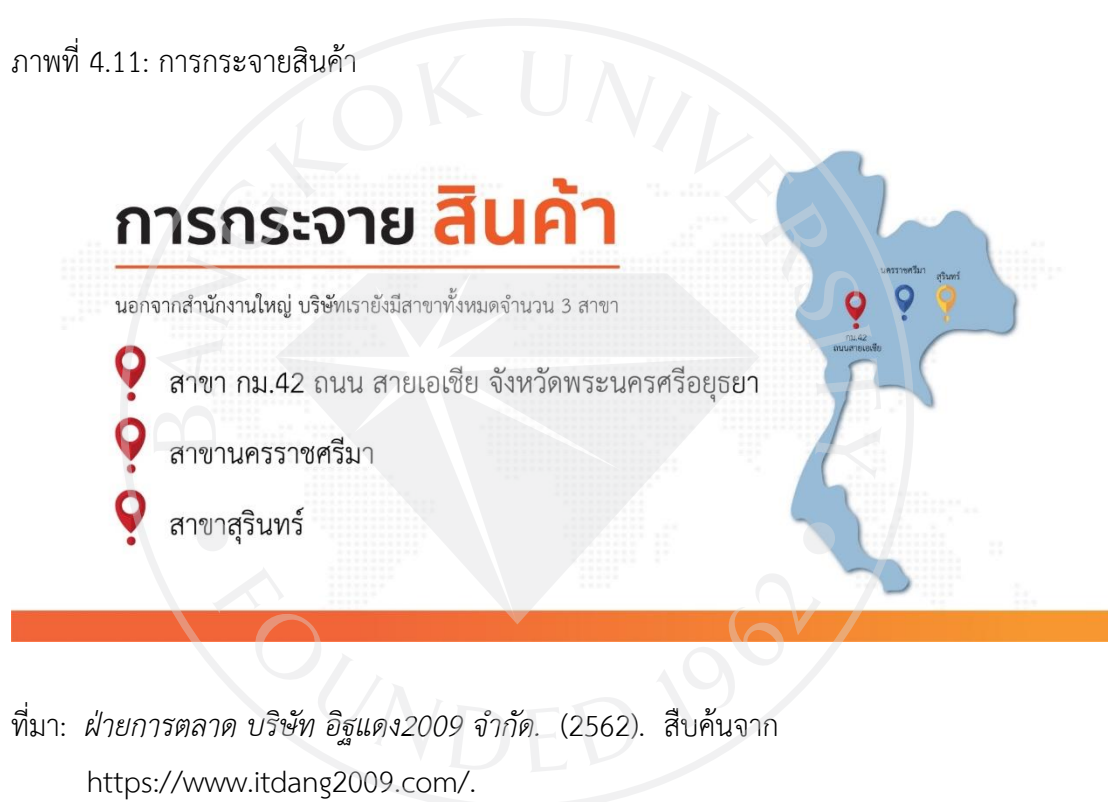 ภาพที่ 4.11: การกระจายสินค้า
BANGKOK UNIVERSITY
การกระจาย สินค้า
นอกจากสำนักงานใหญ่ บริษัทเรายังมีสาขาทั้งหมดจำนวน 3 สาขา
สาขา กม.42 ถนน สายเอเชีย จังหวัดพระนครศรีอยุธยา
สาขานครราชศรีมา
สาขาสุรินทร์
นครราชศรีมา
สุรินทร์
กม.42
ถนนสายเอเชีย
FOUNDED 1962
ที่มา: ฝ่ายการตลาด บริษัท อิฐแดง2009 จำกัด. (2562). สืบค้นจาก
https://www.itdang2009.com/.